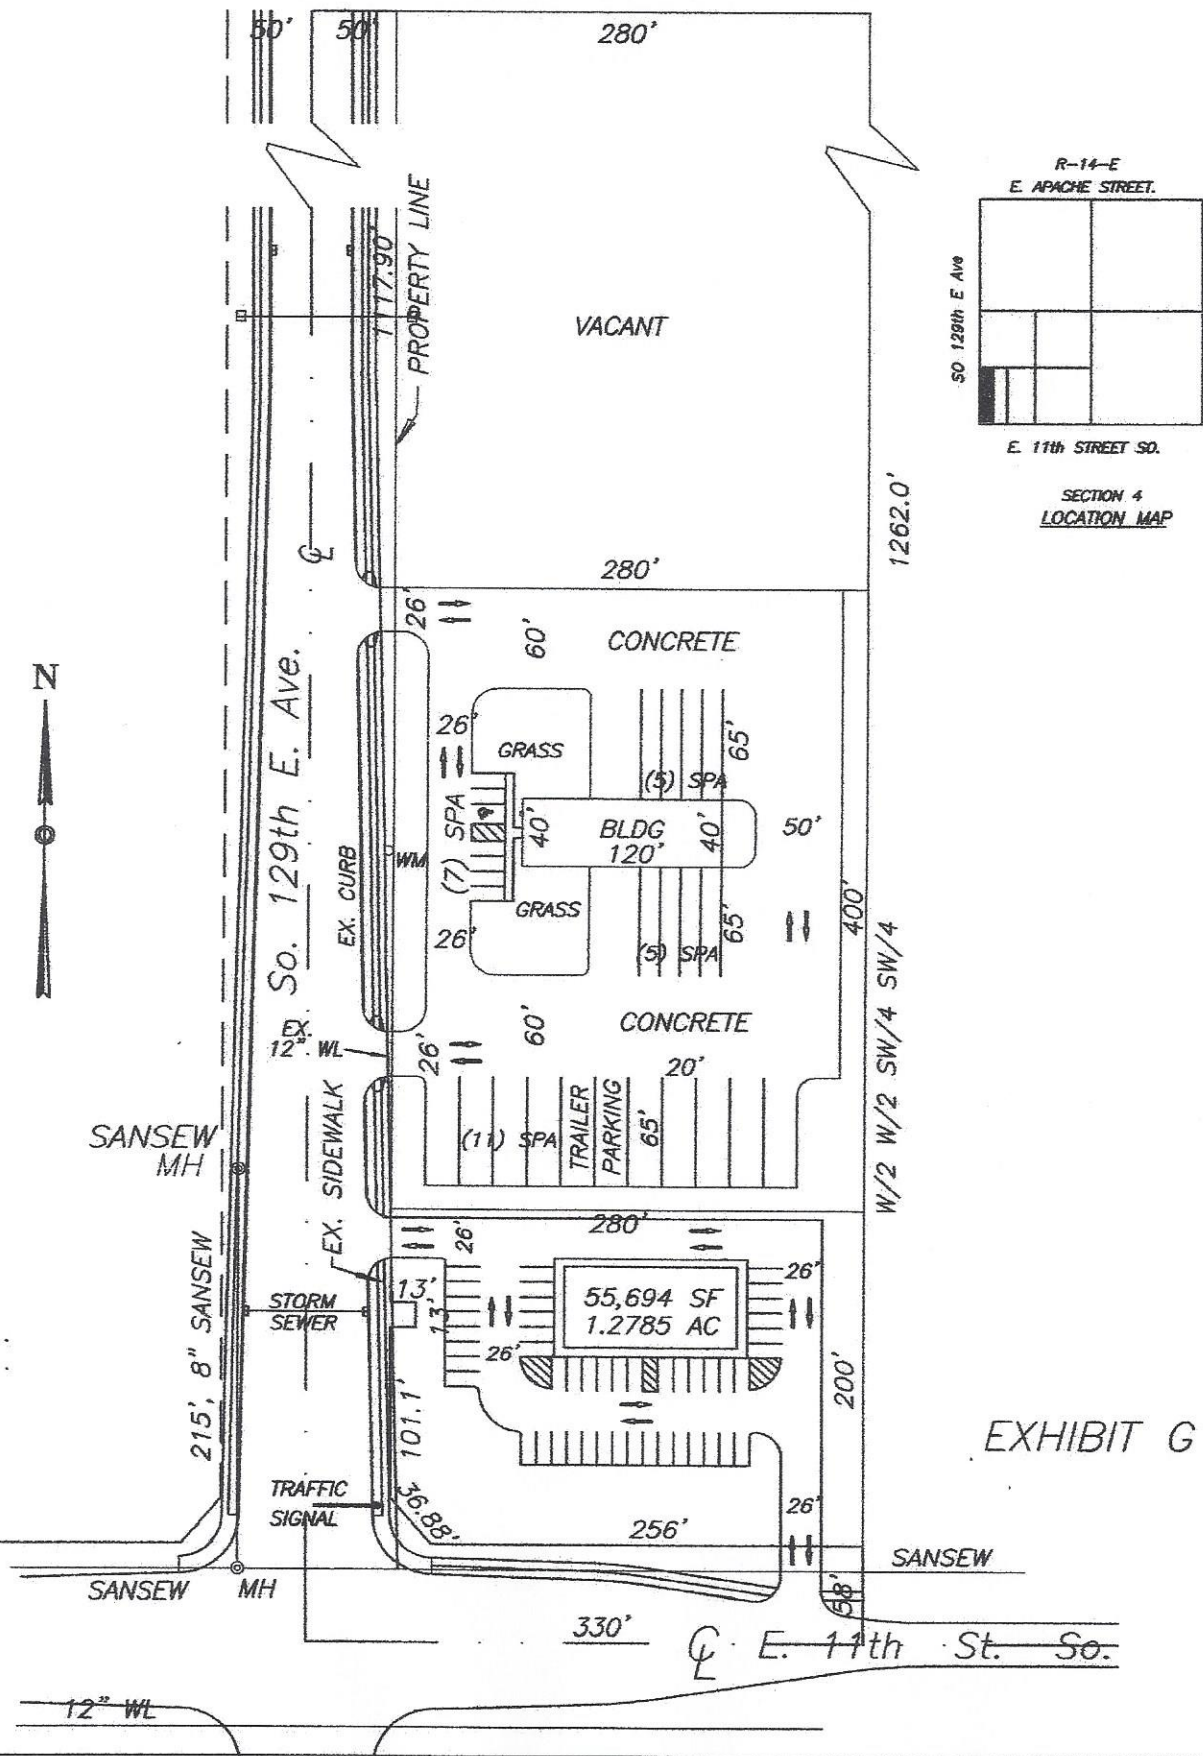 50' 50' 280'
R-14-E
E. APACHE STREET.
SO 129th E Ave
E. 11th STREET SO.
SECTION 4
LOCATION MAP
1117.90'
PROPERTY LINE
VACANT
1262.0'
℄
280'
26'
60'
CONCRETE
N
So. 129th E. Ave.
26'
GRASS
65'
(5) SPA
(7) SPA
40'
BLDG
120'
40'
50'
EX. CURB
WM
GRASS
26'
(5) SPA
65'
400'
W/2 W/2 SW/4 SW/4
EX.
12" WL
26'
60'
CONCRETE
20'
SANSEW
MH
EX. SIDEWALK
(11) SPA
TRAILER
PARKING
65'
280'
26'
215', 8" SANSEW
STORM
SEWER
13'
13'
55,694 SF
1.2785 AC
26'
26'
200'
101.1'
EXHIBIT G
TRAFFIC
SIGNAL
36.88'
256'
26'
SANSEW
SANSEW MH
58'
330'
℄ E. 11th St. So.
12" WL